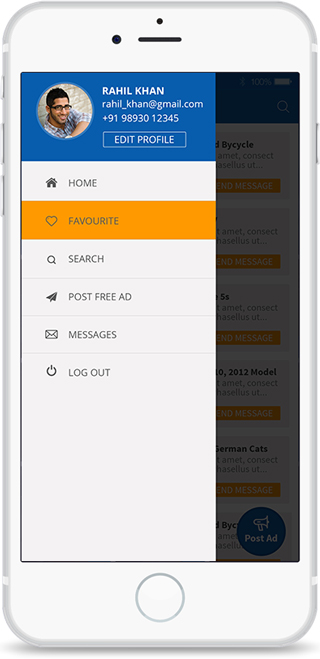 100%
RAHIL KHAN
rahil_khan@gmail.com
+91 98930 12345
EDIT PROFILE
HOME
FAVOURITE
SEARCH
POST FREE AD
MESSAGES
LOG OUT
d Bycycle
amet, consect
hasellus ut...
SEND MESSAGE
amet, consect
hasellus ut...
END MESSAGE
e 5s
t amet, consect
hasellus ut...
END MESSAGE
10, 2012 Model
t amet, consect
hasellus ut...
END MESSAGE
German Cats
t amet, consect
hasellus ut...
END MESSAGE
d Byc
Post Ad